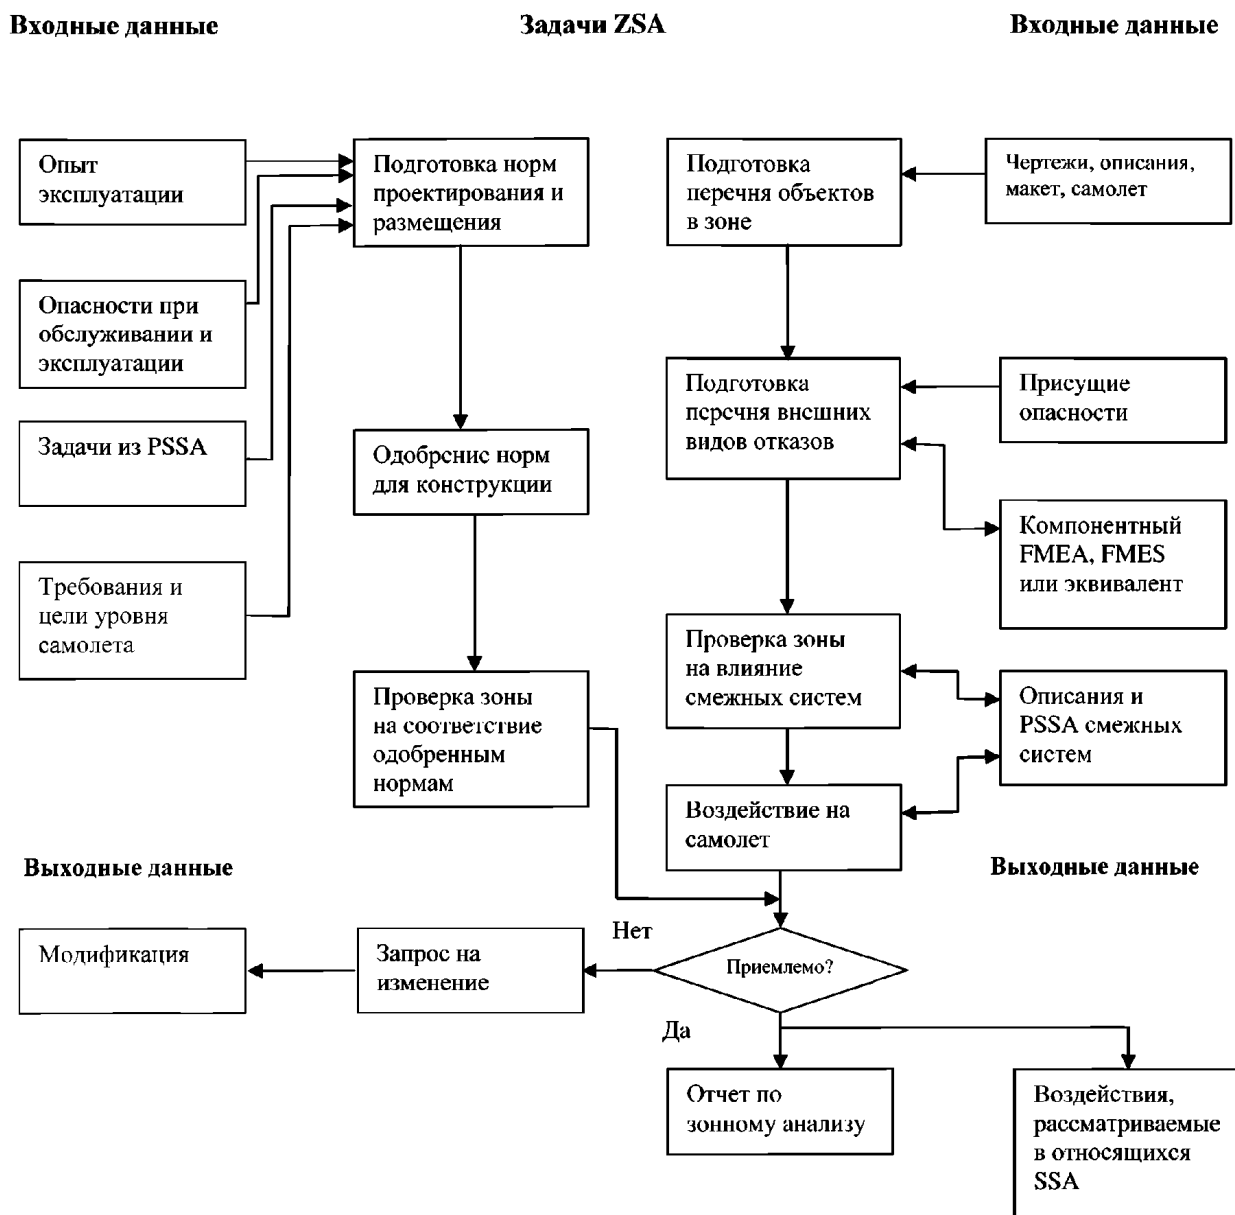 Входные данные
Задачи ZSA
Входные данные
Опыт
эксплуатации
Подготовка норм
проектирования и
размещения
Подготовка
перечня объектов
в зоне
Чертежи, описания,
макет, самолет
Опасности при
обслуживании и
эксплуатации
Подготовка
перечня внешних
видов отказов
Присущие
опасности
Задачи из PSSA
Одобрение норм
для конструкции
Компонентный
FMEA, FMES
или эквивалент
Требования и
цели уровня
самолета
Проверка зоны
на влияние
смежных систем
Проверка зоны
на соответствие
одобренным
нормам
Описания и
PSSA смежных
систем
Воздействие на
самолет
Выходные данные
Выходные данные
Модификация
Запрос на
изменение
Нет
Приемлемо?
Да
Отчет по
зонному анализу
Воздействия,
рассматриваемые
в относящихся
SSA